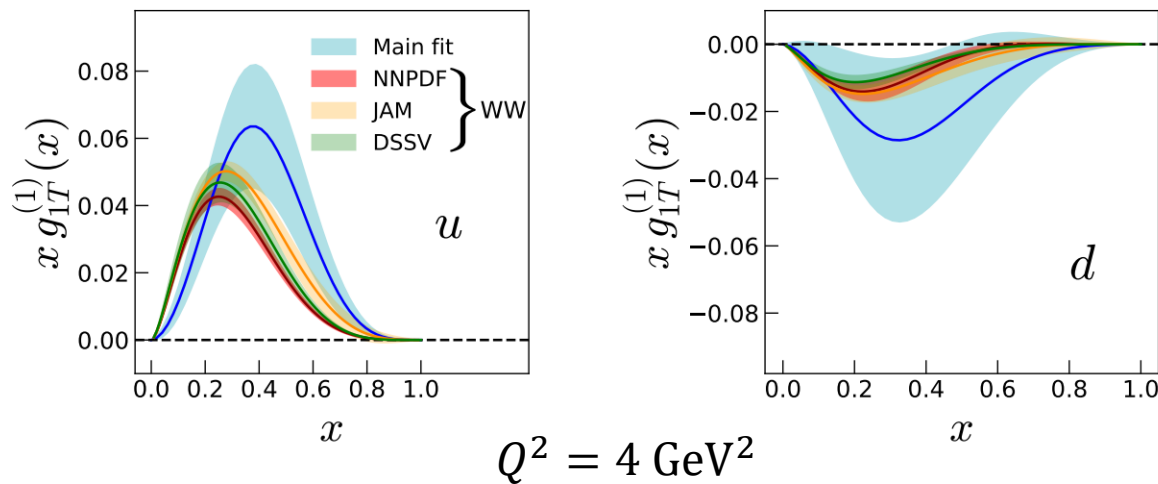 x g_{1T}^{(1)}(x)
0.08
0.06
0.04
0.02
0.00
Main fit
NNPDF
JAM
DSSV
WW
u
0.0 0.2 0.4 0.6 0.8 1.0
x
x g_{1T}^{(1)}(x)
0.00
−0.02
−0.04
−0.06
−0.08
d
0.0 0.2 0.4 0.6 0.8 1.0
x
Q² = 4 GeV²